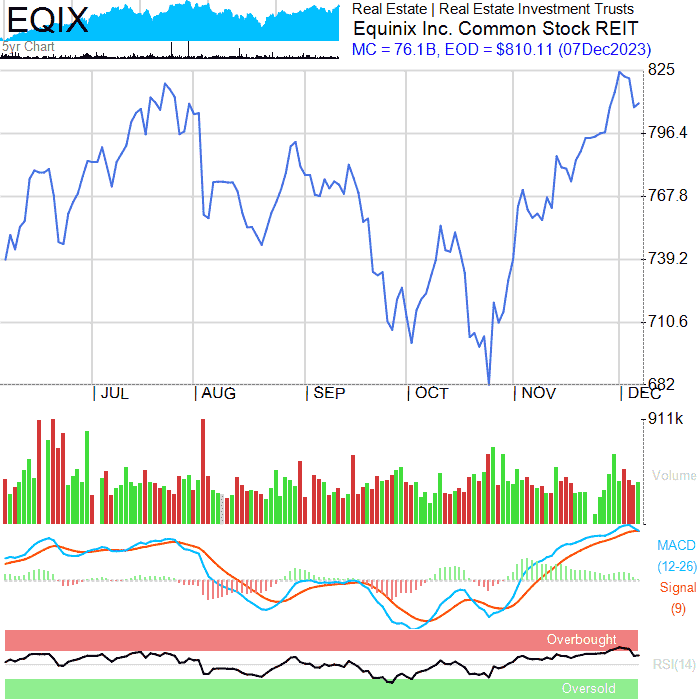 EQIX
5yr Chart
Real Estate | Real Estate Investment Trusts
Equinix Inc. Common Stock REIT
MC = 76.1B, EOD = $810.11 (07Dec2023)
825
796.4
767.8
739.2
710.6
682
| JUL | AUG | SEP | OCT | NOV | DEC
911k
Volume
MACD
(12-26)
Signal
(9)
Overbought
RSI(14)
Oversold